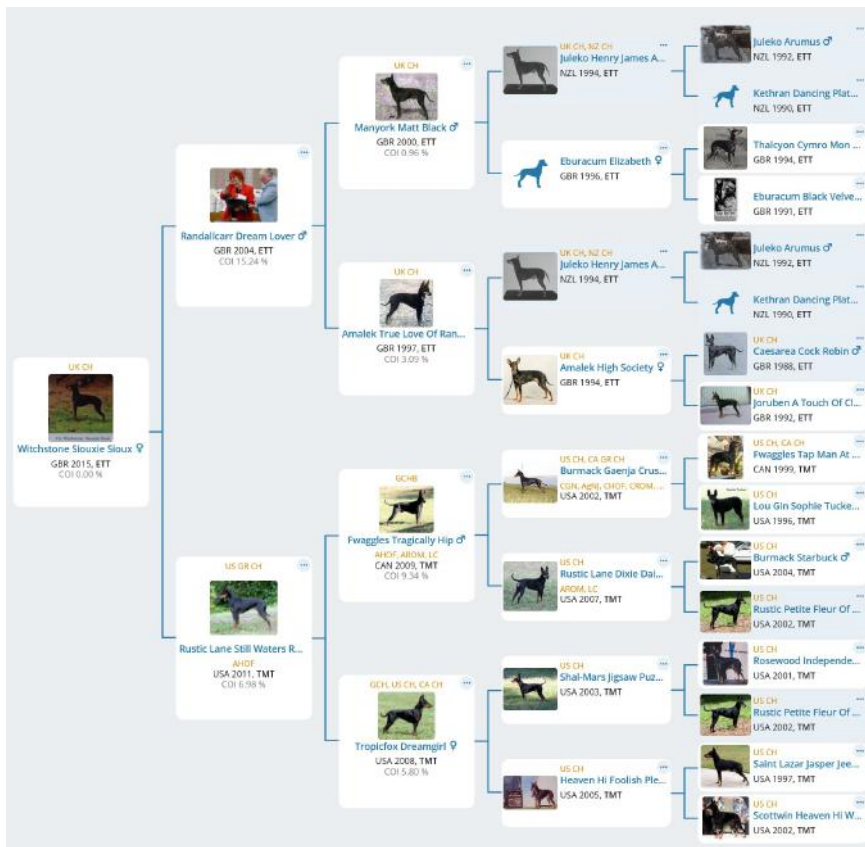 UK CH
Witchstone Siouxie Sioux ♀
GBR 2015, ETT
COI 0.00 %
Randallcarr Dream Lover ♂
GBR 2004, ETT
COI 15.24 %
US GR CH
Rustic Lane Still Waters R...
AHOF
USA 2011, TMT
COI 6.98 %
UK CH
Manyork Matt Black ♂
GBR 2000, ETT
COI 0.96 %
UK CH
Amalek True Love Of Ran...
GBR 1997, ETT
COI 3.09 %
GCHB
Fwaggles Tragically Hip ♂
AHOF, AROM, LC
CAN 2009, TMT
COI 9.34 %
GCH, US CH, CA CH
Tropicfox Dreamgirl ♀
USA 2008, TMT
COI 5.80 %
UK CH, NZ CH
Juleko Henry James A...
NZL 1994, ETT
Eburacum Elizabeth ♀
GBR 1996, ETT
UK CH, NZ CH
Juleko Henry James A...
NZL 1994, ETT
UK CH
Amalek High Society ♀
GBR 1994, ETT
US CH, CA GR CH
Burmack Gaenja Crus...
CGN, AgNJ, CHOF, CROM, ...
USA 2002, TMT
US CH
Rustic Lane Dixie Dai...
AROM, LC
USA 2007, TMT
US CH
Shal-Mars Jigsaw Puz...
USA 2003, TMT
US CH
Heaven Hi Foolish Ple...
USA 2005, TMT
Juleko Arumus ♂
NZL 1992, ETT
Kethran Dancing Plat...
NZL 1990, ETT
Thalcyon Cymro Mon ...
GBR 1994, ETT
Eburacum Black Velve...
GBR 1991, ETT
Juleko Arumus ♂
NZL 1992, ETT
Kethran Dancing Plat...
NZL 1990, ETT
UK CH
Caesarea Cock Robin ♂
GBR 1988, ETT
UK CH
Joruben A Touch Of Cl...
GBR 1992, ETT
US CH, CA CH
Fwaggles Tap Man At ...
CAN 1999, TMT
US CH
Lou Gin Sophie Tucke...
USA 1996, TMT
US CH
Burmack Starbuck ♂
USA 2004, TMT
US CH
Rustic Petite Fleur Of ...
USA 2002, TMT
US CH
Rosewood Independe...
USA 2001, TMT
US CH
Rustic Petite Fleur Of ...
USA 2002, TMT
US CH
Saint Lazar Jasper Jee...
USA 1997, TMT
US CH
Scottwin Heaven Hi W...
USA 2002, TMT